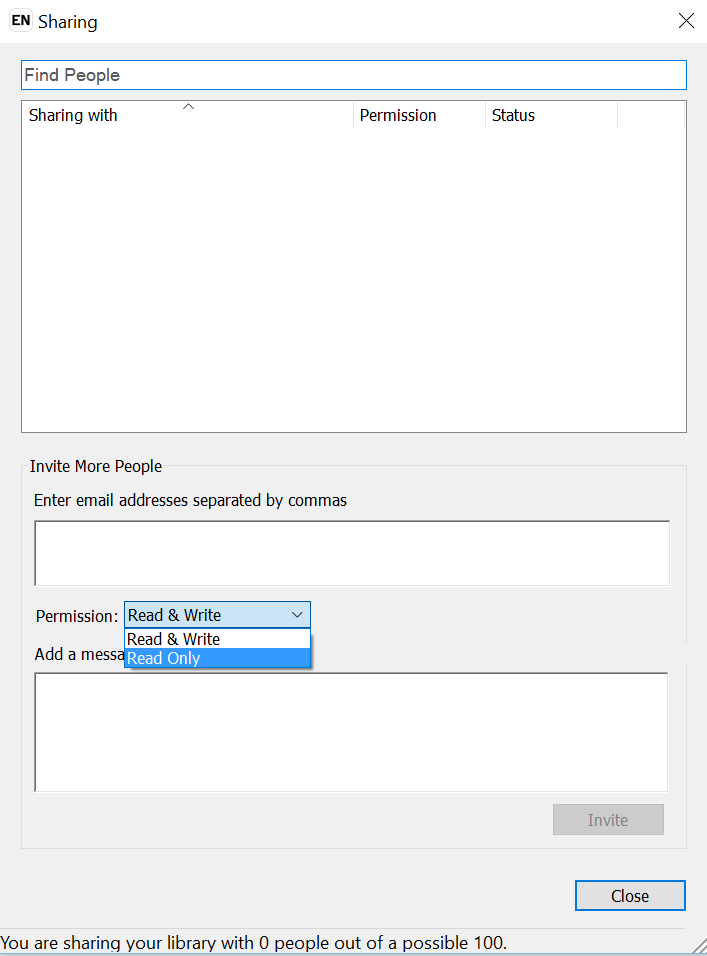 EN Sharing
Find People
Sharing with Permission Status
Invite More People
Enter email addresses separated by commas
Permission: Read & Write
Read & Write
Add a messa Read Only
Invite
Close
You are sharing your library with 0 people out of a possible 100.